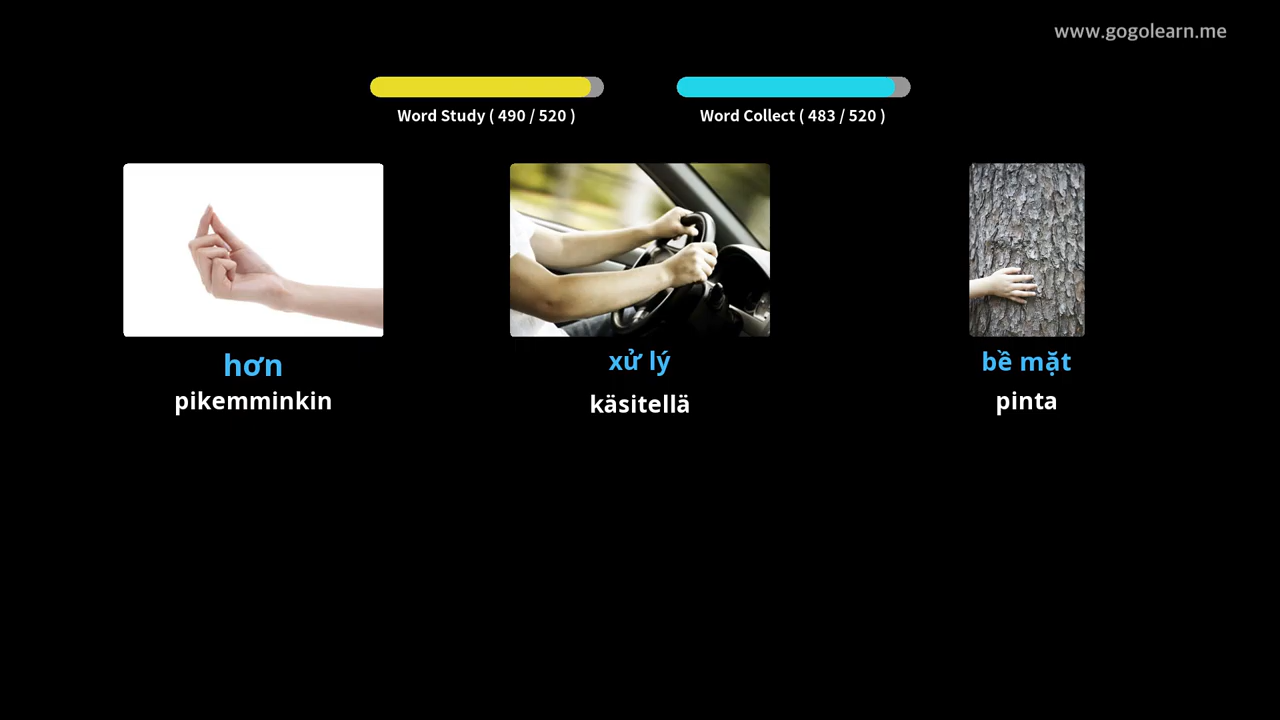 www.gogolearn.me
Word Study ( 490 / 520 )
Word Collect ( 483 / 520 )
hơn
pikemminkin
xử lý
käsitellä
bề mặt
pinta